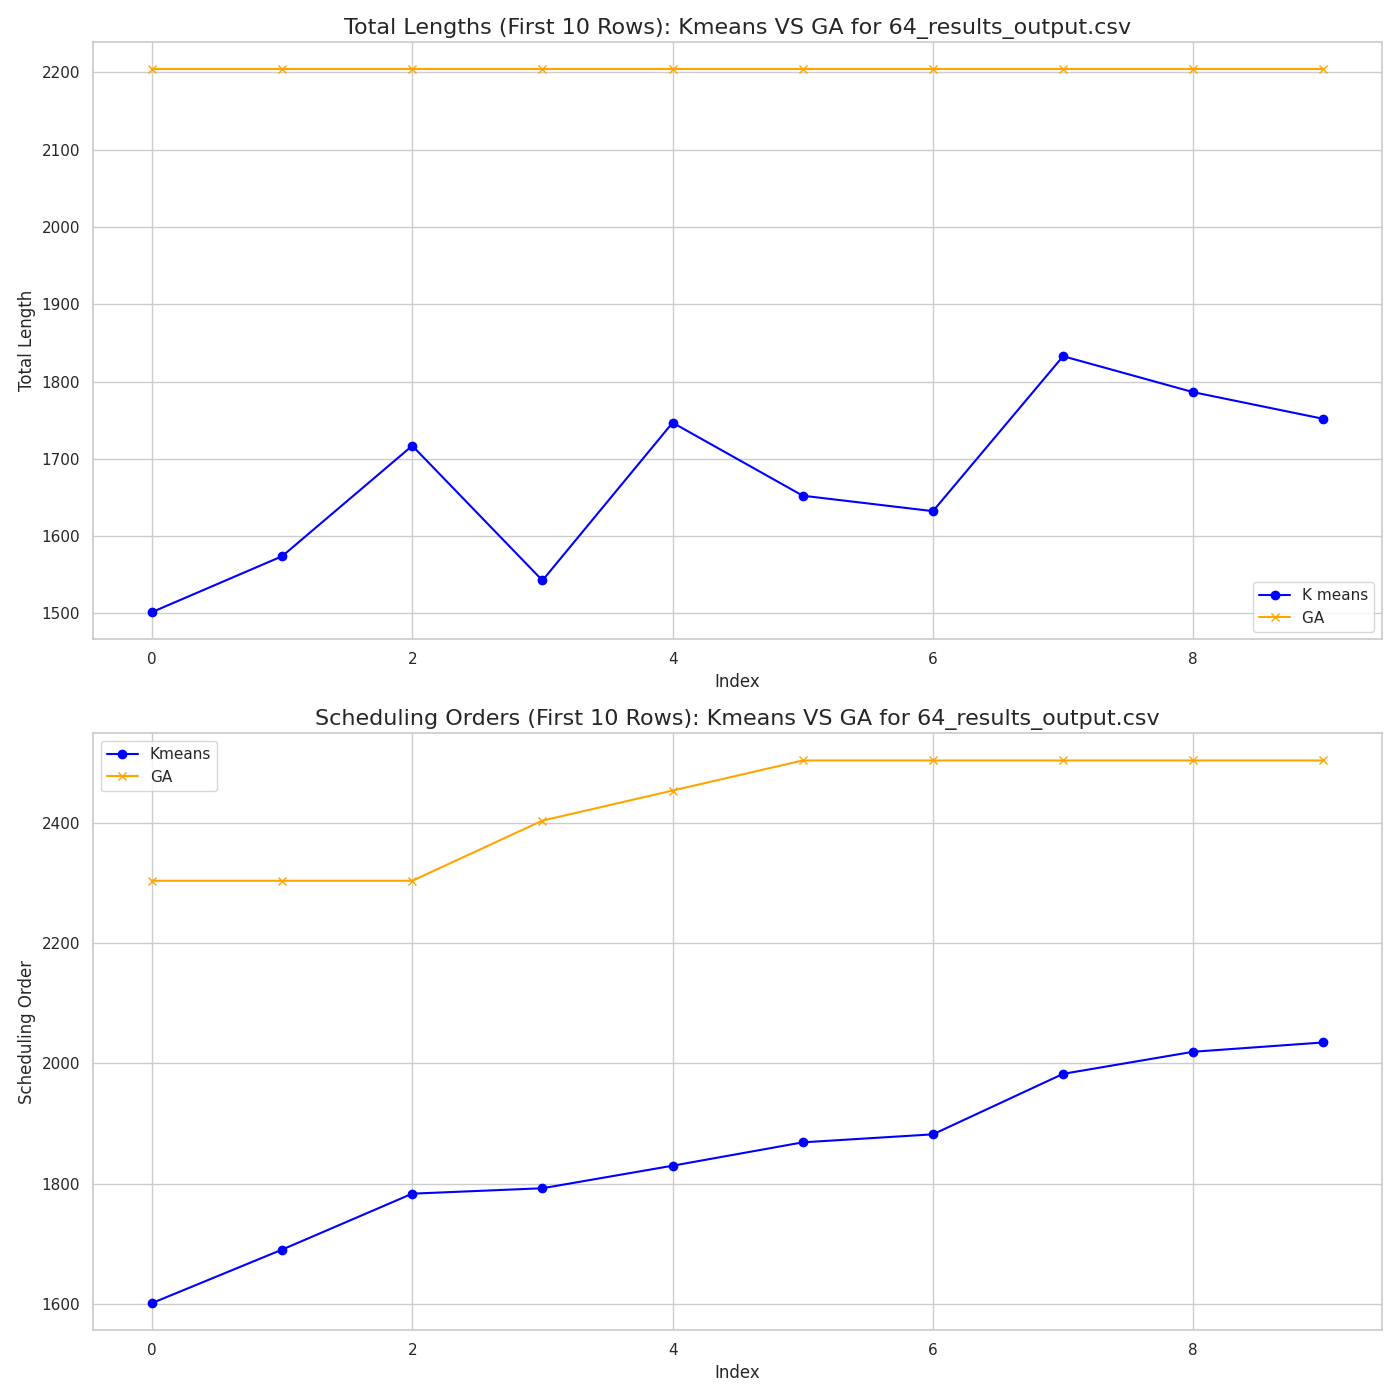 Total Lengths (First 10 Rows): Kmeans VS GA for 64_results_output.csv
2200
2100
2000
1900
1800
1700
1600
1500
Total Length
K means
GA
0 2 4 6 8
Index
Scheduling Orders (First 10 Rows): Kmeans VS GA for 64_results_output.csv
Kmeans
GA
2400
2200
2000
1800
1600
Scheduling Order
0 2 4 6 8
Index